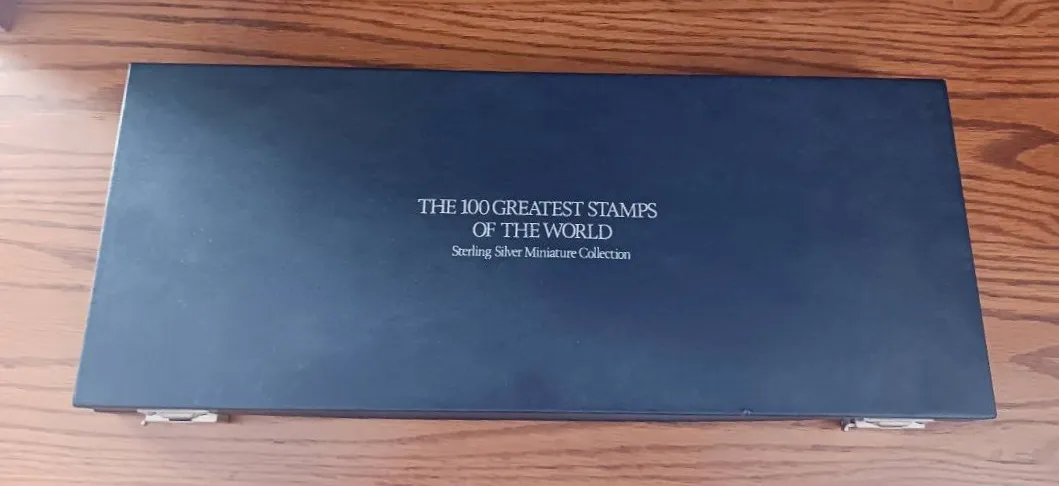 THE 100 GREATEST STAMPS
OF THE WORLD
Sterling Silver Miniature Collection